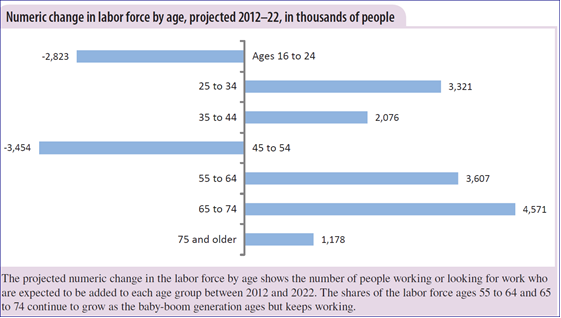 Numeric change in labor force by age, projected 2012–22, in thousands of people
-2,823 Ages 16 to 24
25 to 34 3,321
35 to 44 2,076
-3,454 45 to 54
55 to 64 3,607
65 to 74 4,571
75 and older 1,178
The projected numeric change in the labor force by age shows the number of people working or looking for work who
are expected to be added to each age group between 2012 and 2022. The shares of the labor force ages 55 to 64 and 65
to 74 continue to grow as the baby-boom generation ages but keeps working.